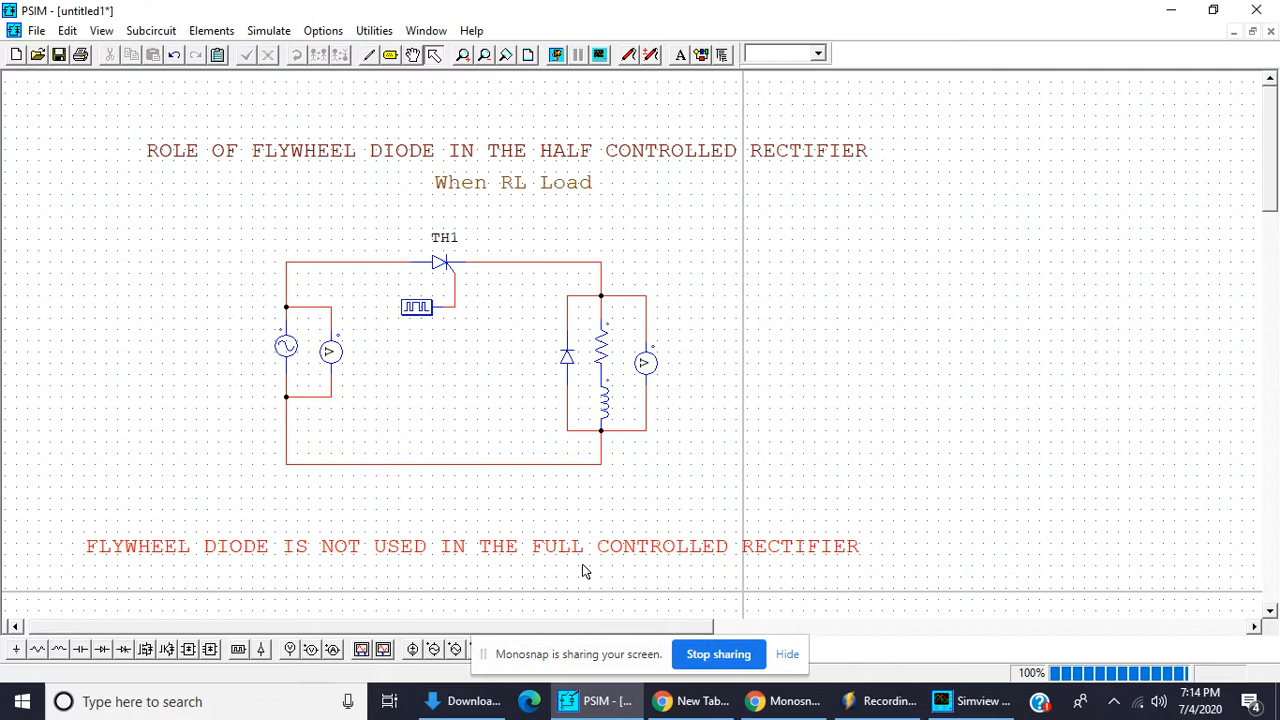 PSIM - [untitled1*]
File Edit View Subcircuit Elements Simulate Options Utilities Window Help
A
ROLE OF FLYWHEEL DIODE IN THE HALF CONTROLLED RECTIFIER
When RL Load
TH1
V
V
FLYWHEEL DIODE IS NOT USED IN THE FULL CONTROLLED RECTIFIER
Monosnap is sharing your screen. Stop sharing Hide
100%
Type here to search
Downloa...
PSIM - [...
New Tab...
Monosn...
Recordin...
Simview ...
7:14 PM
7/4/2020
4